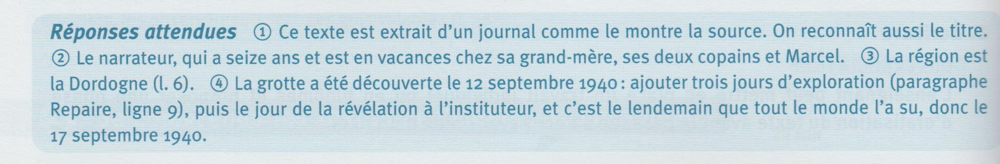 Réponses attendues ① Ce texte est extrait d'un journal comme le montre la source. On reconnaît aussi le titre.
② Le narrateur, qui a seize ans et est en vacances chez sa grand-mère, ses deux copains et Marcel. ③ La région est
la Dordogne (l. 6). ④ La grotte a été découverte le 12 septembre 1940 : ajouter trois jours d'exploration (paragraphe
Repaire, ligne 9), puis le jour de la révélation à l'instituteur, et c'est le lendemain que tout le monde l'a su, donc le
17 septembre 1940.